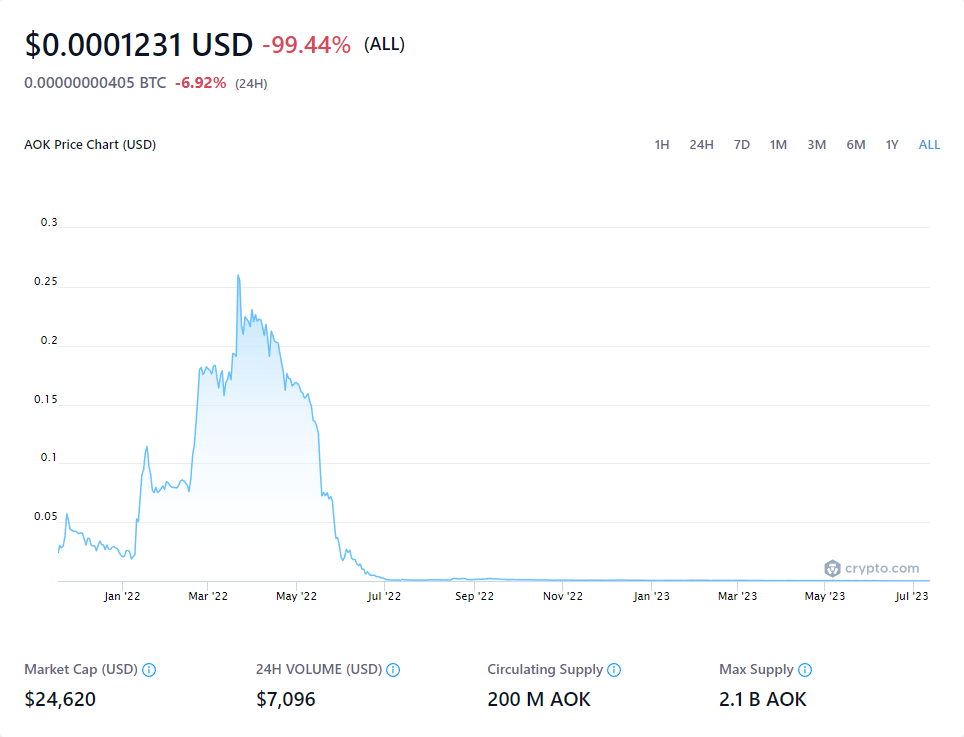 $0.0001231 USD -99.44% (ALL)
0.00000000405 BTC -6.92% (24H)
AOK Price Chart (USD) 1H 24H 7D 1M 3M 6M 1Y ALL
0.3
0.25
0.2
0.15
0.1
0.05
crypto.com
Jan '22 Mar '22 May '22 Jul '22 Sep '22 Nov '22 Jan '23 Mar '23 May '23 Jul '23
Market Cap (USD) 24H VOLUME (USD) Circulating Supply Max Supply
$24,620 $7,096 200 M AOK 2.1 B AOK